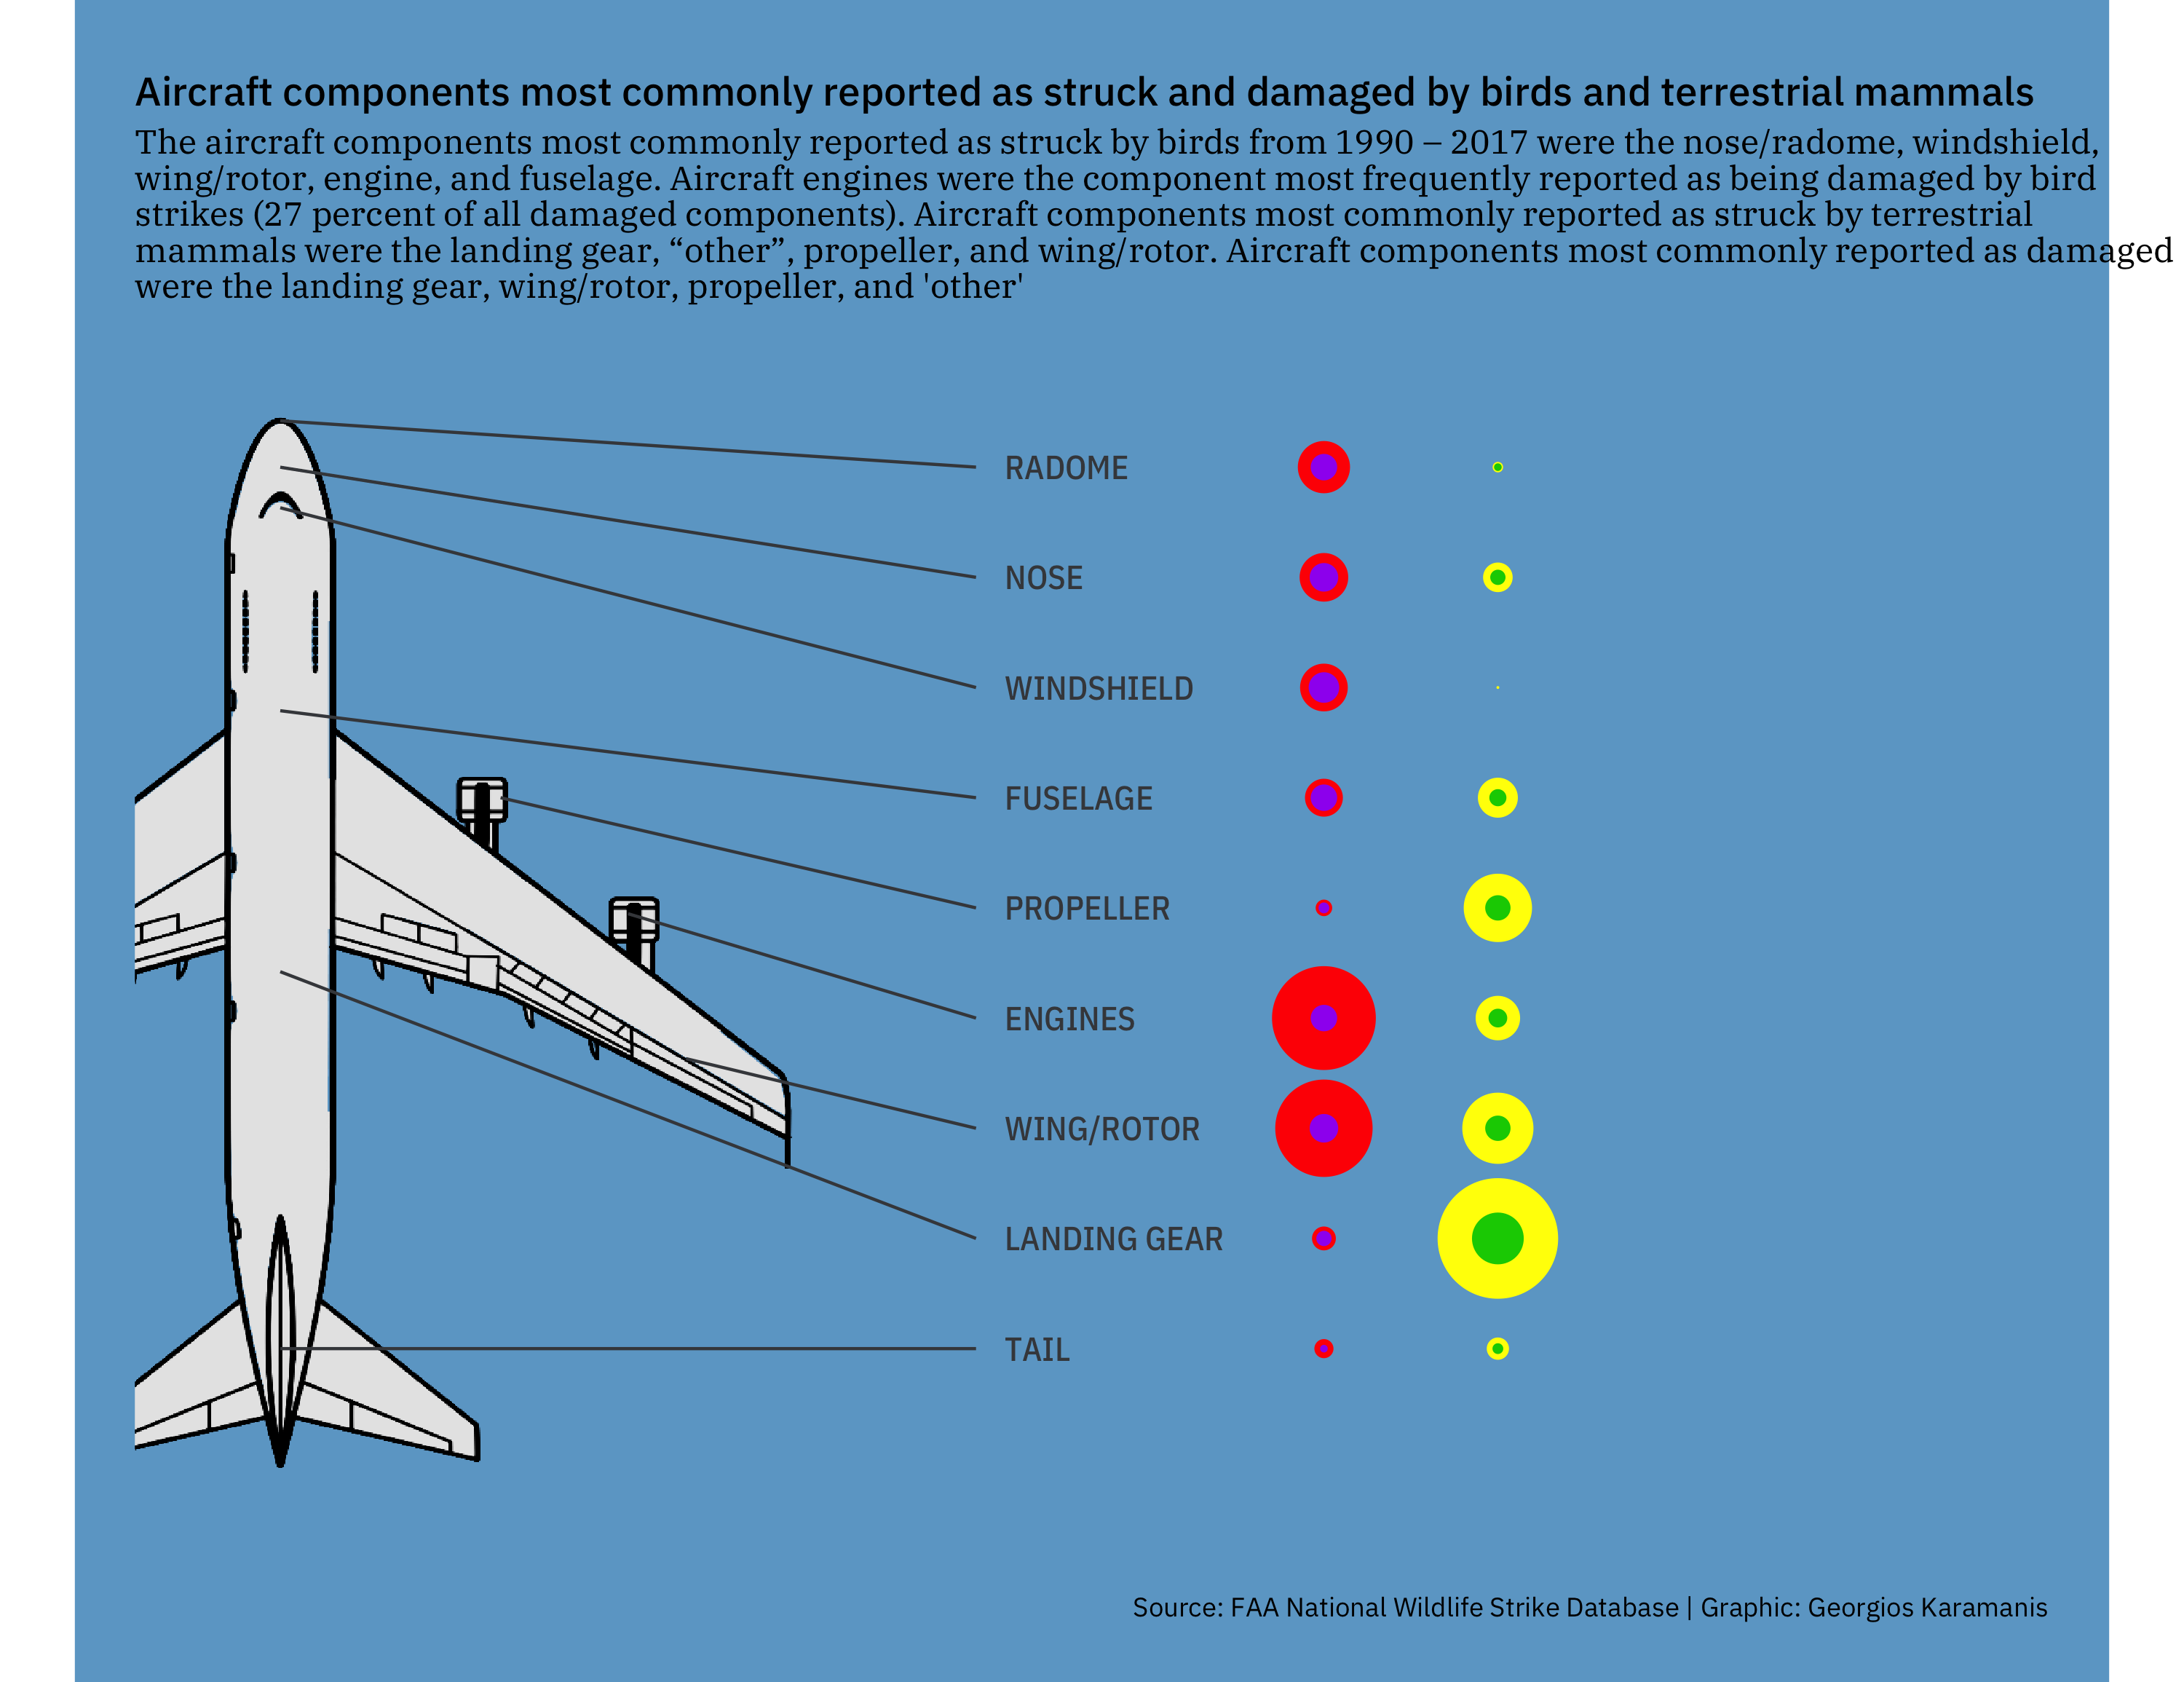 Aircraft components most commonly reported as struck and damaged by birds and terrestrial mammals
The aircraft components most commonly reported as struck by birds from 1990 – 2017 were the nose/radome, windshield,
wing/rotor, engine, and fuselage. Aircraft engines were the component most frequently reported as being damaged by bird
strikes (27 percent of all damaged components). Aircraft components most commonly reported as struck by terrestrial
mammals were the landing gear, “other”, propeller, and wing/rotor. Aircraft components most commonly reported as damaged
were the landing gear, wing/rotor, propeller, and 'other'
RADOME
NOSE
WINDSHIELD
FUSELAGE
PROPELLER
ENGINES
WING/ROTOR
LANDING GEAR
TAIL
Source: FAA National Wildlife Strike Database | Graphic: Georgios Karamanis